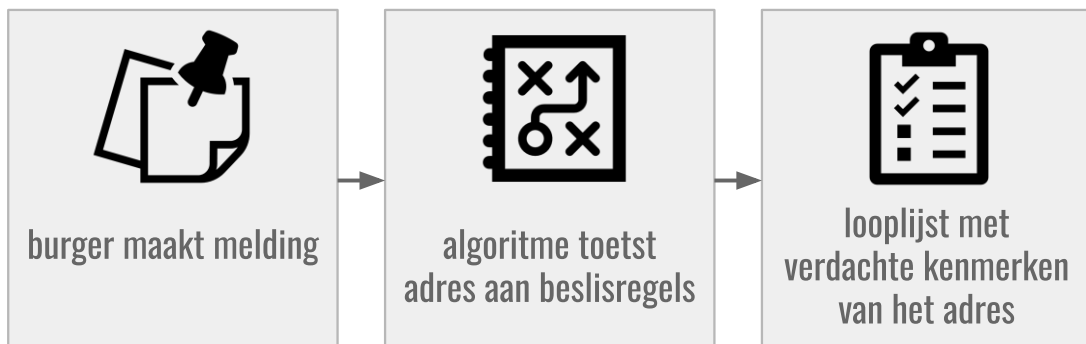 burger maakt melding
algoritme toetst
adres aan beslisregels
looplijst met
verdachte kenmerken
van het adres